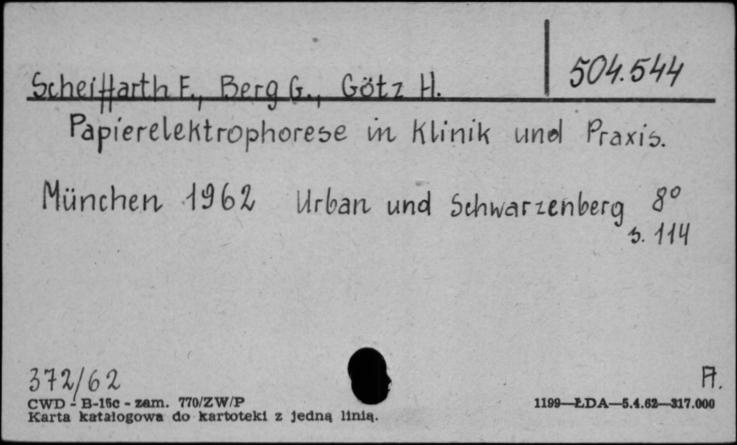 Scheiffarth F., Berg G., Götz H.
504.544
Papierelektrophorese in Klinik und Praxis.
München 1962 Urban und Schwarzenberg 8°
s. 114
372/62
A.
CWD - B-16c - zam. 770/ZW/P
1199—ŁDA—5.4.62—317.000
Karta katalogowa do kartoteki z jedną linią.